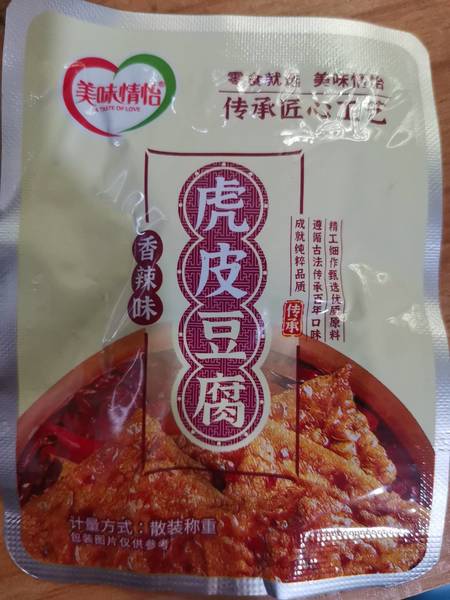 美味情怡
A TASTE OF LOVE
零食就选 美味情怡
传承匠心工艺
虎皮豆腐
香辣味
精工细作甄选优质原料
遵循古法传承百年口味
成就纯粹品质
传承
计量方式：散装称重
包装图片仅供参考